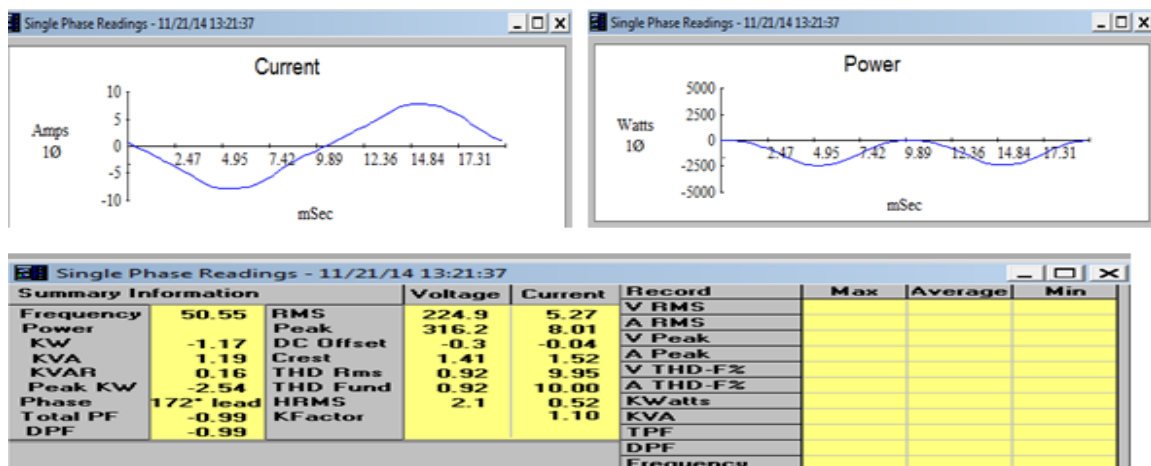 Single Phase Readings - 11/21/14 13:21:37
Current
10
5
0
-5
-10
Amps
1Ø
2.47 4.95 7.42 9.89 12.36 14.84 17.31
mSec
Single Phase Readings - 11/21/14 13:21:37
Power
5000
2500
0
-2500
-5000
Watts
1Ø
2.47 4.95 7.42 9.89 12.36 14.84 17.31
mSec
Single Phase Readings - 11/21/14 13:21:37
Summary Information Voltage Current Record Max Average Min
Frequency 50.55 RMS 224.9 5.27 V RMS
Power Peak 316.2 8.01 A RMS
KW -1.17 DC Offset -0.3 -0.04 V Peak
KVA 1.19 Crest 1.41 1.52 A Peak
KVAR 0.16 THD Rms 0.92 9.95 V THD-F%
Peak KW -2.54 THD Fund 0.92 10.00 A THD-F%
Phase 172° lead HRMS 2.1 0.52 KWatts
Total PF -0.99 KFactor 1.10 KVA
DPF -0.99 TPF
DPF
Frequency